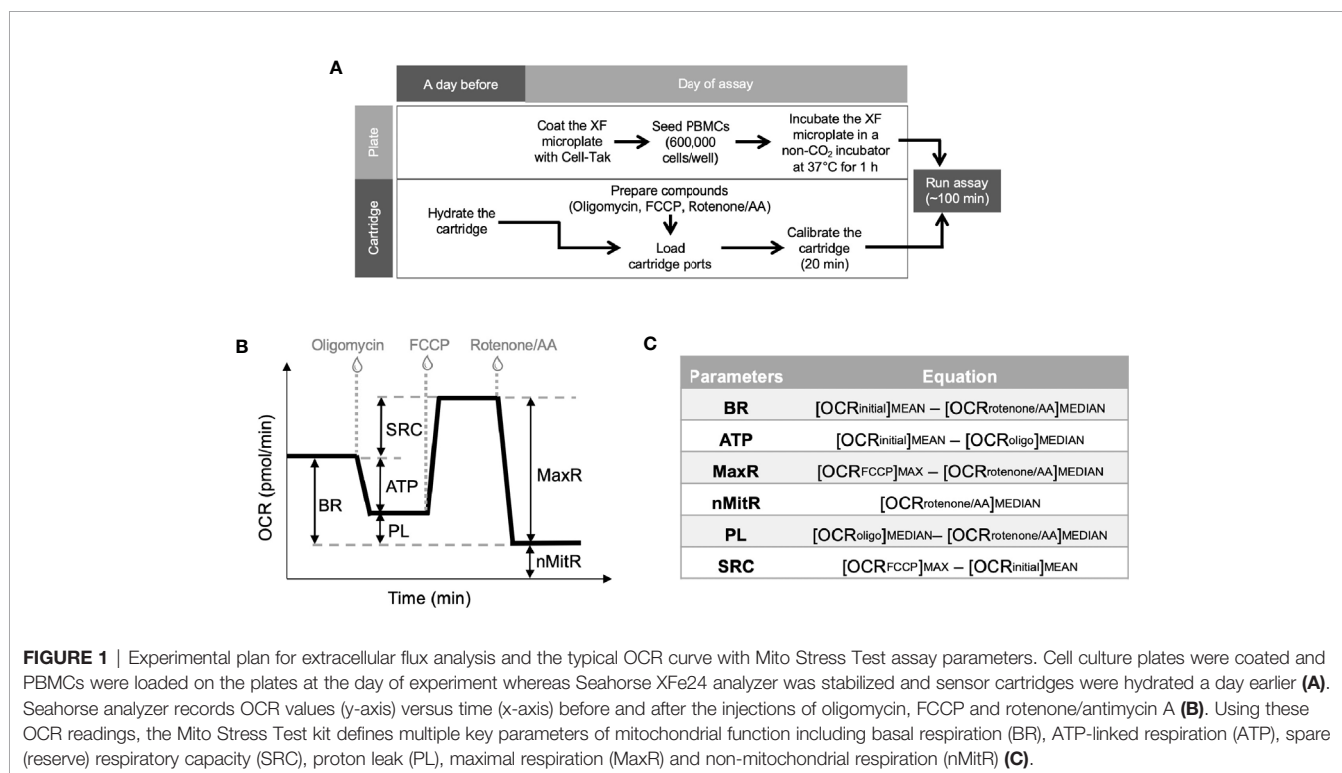 A
A day before
Day of assay
Plate
Coat the XF
microplate
with Cell-Tak
Seed PBMCs
(600,000
cells/well)
Incubate the XF
microplate in a
non-CO₂ incubator
at 37°C for 1 h
Run assay
(~100 min)
Cartridge
Hydrate the
cartridge
Prepare compounds
(Oligomycin, FCCP, Rotenone/AA)
Load
cartridge ports
Calibrate the
cartridge
(20 min)
B
Oligomycin
FCCP
Rotenone/AA
OCR (pmol/min)
SRC
ATP
BR
PL
MaxR
nMitR
Time (min)
C
Parameters Equation
BR [OCRinitial]MEAN – [OCRrotenone/AA]MEDIAN
ATP [OCRinitial]MEAN – [OCRoligo]MEDIAN
MaxR [OCRFCCP]MAX – [OCRrotenone/AA]MEDIAN
nMitR [OCRrotenone/AA]MEDIAN
PL [OCRoligo]MEDIAN– [OCRrotenone/AA]MEDIAN
SRC [OCRFCCP]MAX – [OCRinitial]MEAN
FIGURE 1 | Experimental plan for extracellular flux analysis and the typical OCR curve with Mito Stress Test assay parameters. Cell culture plates were coated and
PBMCs were loaded on the plates at the day of experiment whereas Seahorse XFe24 analyzer was stabilized and sensor cartridges were hydrated a day earlier (A).
Seahorse analyzer records OCR values (y-axis) versus time (x-axis) before and after the injections of oligomycin, FCCP and rotenone/antimycin A (B). Using these
OCR readings, the Mito Stress Test kit defines multiple key parameters of mitochondrial function including basal respiration (BR), ATP-linked respiration (ATP), spare
(reserve) respiratory capacity (SRC), proton leak (PL), maximal respiration (MaxR) and non-mitochondrial respiration (nMitR) (C).